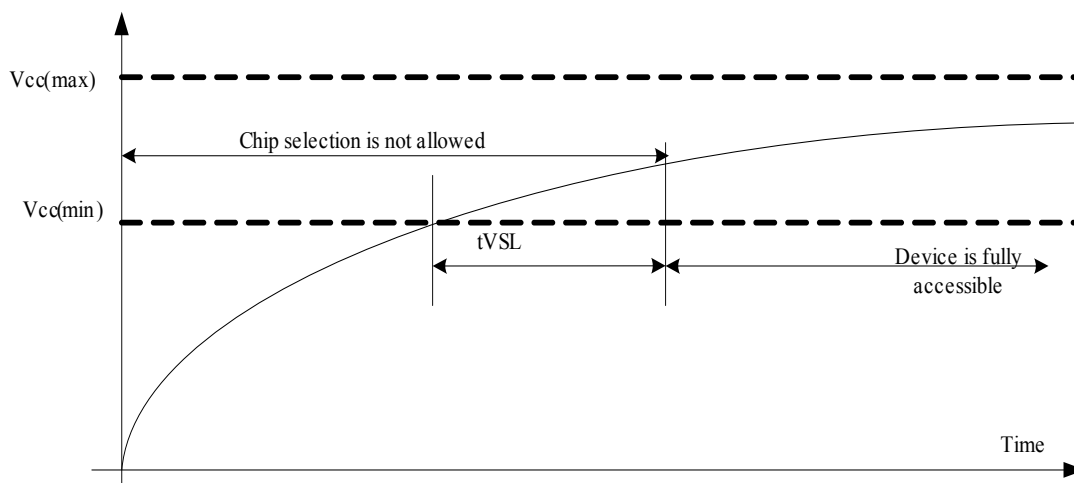 Vcc(max)
Chip selection is not allowed
Vcc(min)
tVSL
Device is fully
accessible
Time